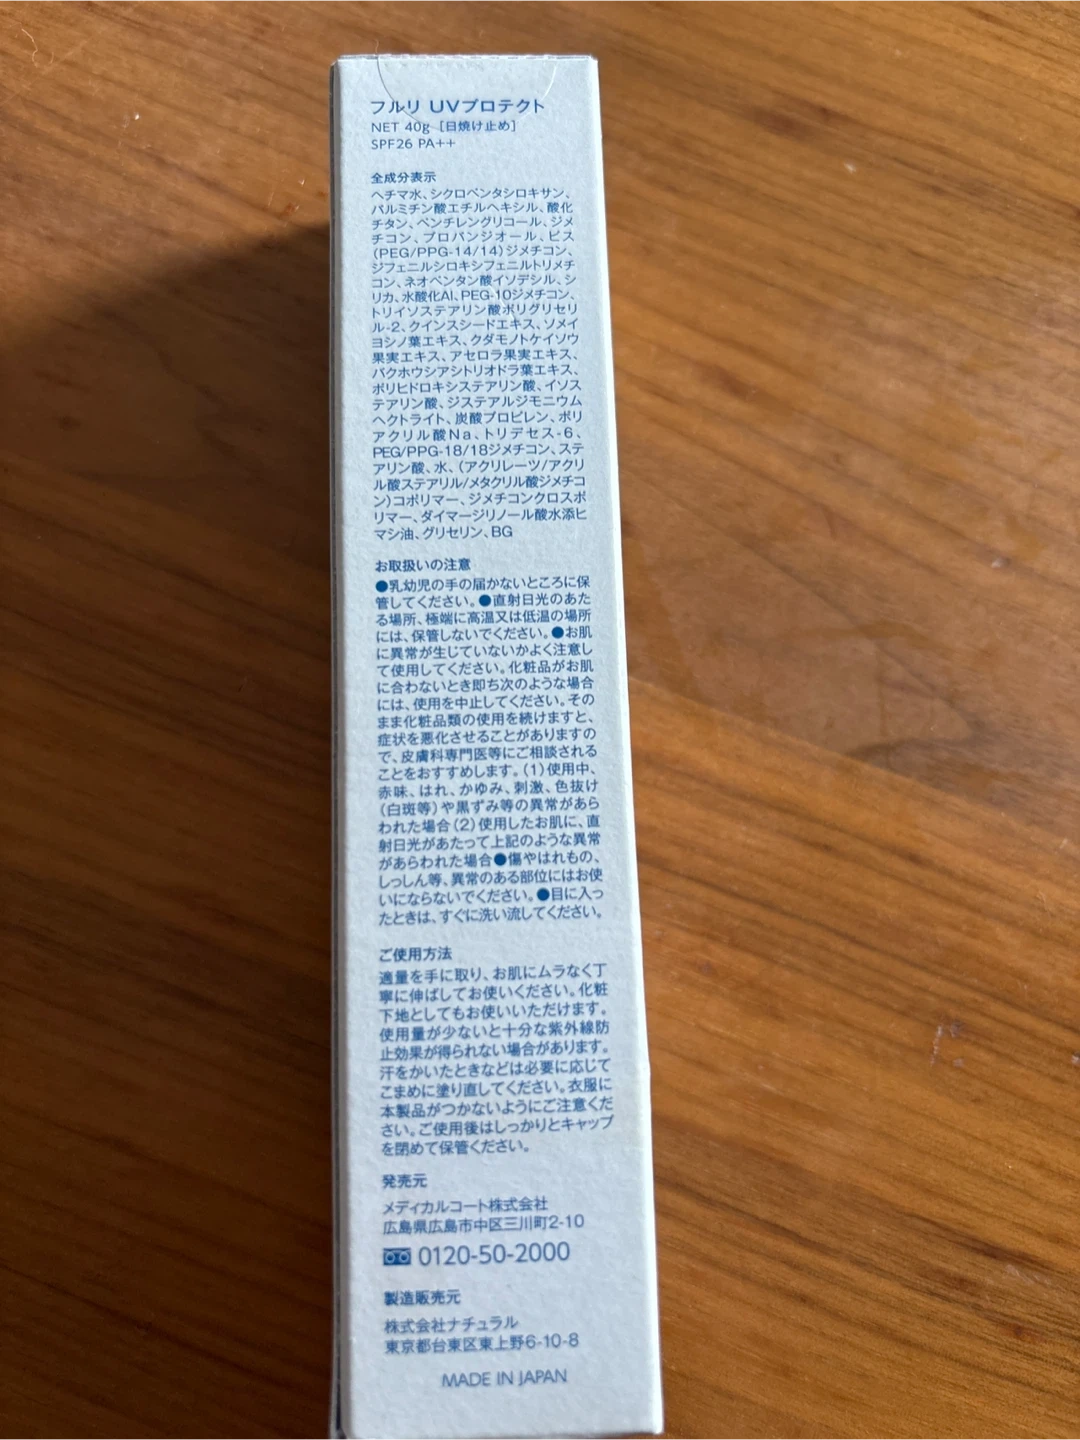 フルリ UVプロテクト
NET 40g [日焼け止め]
SPF26 PA++
全成分表示
ヘチマ水、シクロペンタシロキサン、
パルミチン酸エチルヘキシル、酸化
チタン、ペンチレングリコール、ジメ
チコン、プロパンジオール、ビス
(PEG/PPG-14/14)ジメチコン、
ジフェニルシロキシフェニルトリメチ
コン、ネオペンタン酸イソデシル、シ
リカ、水酸化Al、PEG-10ジメチコン、
トリイソステアリン酸ポリグリセリ
ル-2、クインスシードエキス、ソメイ
ヨシノ葉エキス、クダモノトケイソウ
果実エキス、アセロラ果実エキス、
バクホウシアシトリオドラ葉エキス、
ポリヒドロキシステアリン酸、イソス
テアリン酸、ジステアルジモニウム
ヘクトライト、炭酸プロピレン、ポリ
アクリル酸Na、トリデセス-6、
PEG/PPG-18/18ジメチコン、ステ
アリン酸、水、(アクリレーツ/アクリ
ル酸ステアリル/メタクリル酸ジメチコ
ン)コポリマー、ジメチコンクロスポ
リマー、ダイマージリノール酸水添ヒ
マシ油、グリセリン、BG
お取扱いの注意
●乳幼児の手の届かないところに保
管してください。●直射日光のあた
る場所、極端に高温又は低温の場所
には、保管しないでください。●お肌
に異常が生じていないかよく注意し
て使用してください。化粧品がお肌
に合わないとき即ち次のような場合
には、使用を中止してください。その
まま化粧品類の使用を続けますと、
症状を悪化させることがありますの
で、皮膚科専門医等にご相談される
ことをおすすめします。(1)使用中、
赤味、はれ、かゆみ、刺激、色抜け
(白斑等)や黒ずみ等の異常があら
われた場合(2)使用したお肌に、直
射日光があたって上記のような異常
があらわれた場合●傷やはれもの、
しっしん等、異常のある部位にはお使
いにならないでください。●目に入っ
たときは、すぐに洗い流してください。
ご使用方法
適量を手に取り、お肌にムラなく丁
寧に伸ばしてお使いください。化粧
下地としてもお使いいただけます。
使用量が少ないと十分な紫外線防
止効果が得られない場合があります。
汗をかいたときなどは必要に応じて
こまめに塗り直してください。衣服に
本製品がつかないようにご注意くだ
さい。ご使用後はしっかりとキャップ
を閉めて保管ください。
発売元
メディカルコート株式会社
広島県広島市中区三川町2-10
0120-50-2000
製造販売元
株式会社ナチュラル
東京都台東区東上野6-10-8
MADE IN JAPAN